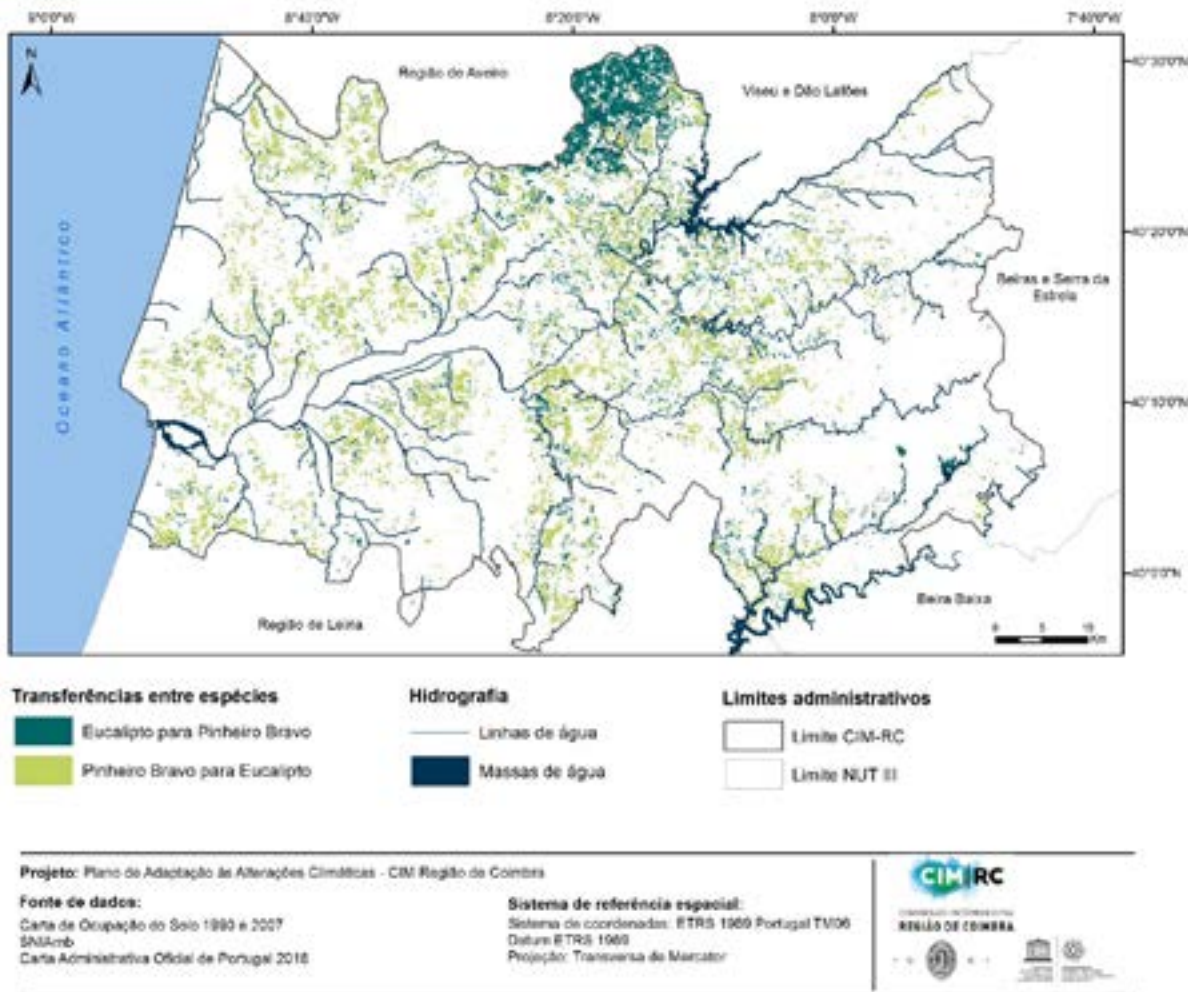 9°0'0"W 8°40'0"W 8°20'0"W 8°0'0"W 7°40'0"W
N
Região de Aveiro
Viseu e Dão Lafões
40°30'0"N
40°20'0"N
Beiras e Serra da
Estrela
Oceano Atlântico
40°10'0"N
40°0'0"N
Beira Baixa
Região de Leiria
0 5 10
Km
Transferências entre espécies
Eucalipto para Pinheiro Bravo
Pinheiro Bravo para Eucalipto
Hidrografia
Linhas de água
Massas de água
Limites administrativos
Limite CIM-RC
Limite NUT III
Projeto: Plano de Adaptação às Alterações Climáticas - CIM Região de Coimbra
Fonte de dados:
Carta de Ocupação do Solo 1990 e 2007
SNIAmb
Carta Administrativa Oficial de Portugal 2016
Sistema de referência espacial:
Sistema de coordenadas: ETRS 1989 Portugal TM06
Datum ETRS 1989
Projeção: Transversa de Mercator
CIM RC
REGIÃO DE COIMBRA